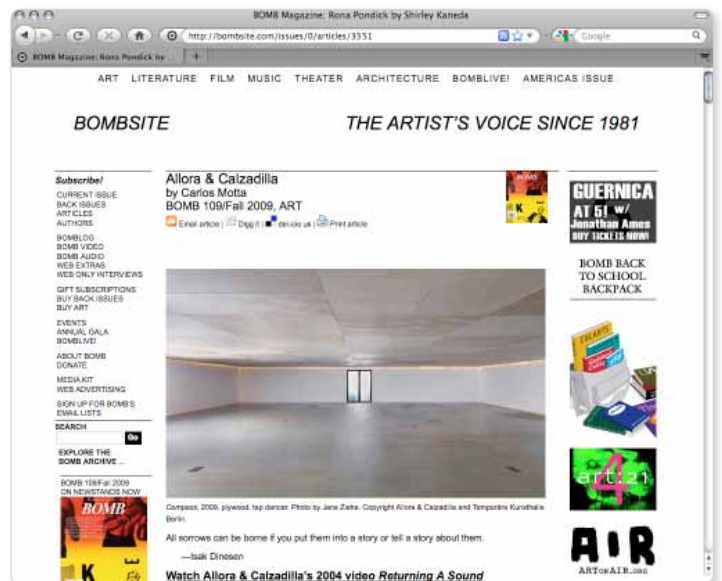 BOMB Magazine: Rona Pondick by Shirley Kaneda
http://bombsite.com/issues/0/articles/3351
Google
BOMB Magazine: Rona Pondick by ...
ART LITERATURE FILM MUSIC THEATER ARCHITECTURE BOMBLIVE! AMERICAS ISSUE
BOMBSITE
THE ARTIST'S VOICE SINCE 1981
Subscribe!
CURRENT ISSUE
BACK ISSUES
ARTICLES
AUTHORS
BOMBLOG
BOMB VIDEO
BOMB AUDIO
WEB EXTRAS
WEB ONLY INTERVIEWS
GIFT SUBSCRIPTIONS
BUY BACK ISSUES
BUY ART
EVENTS
ANNUAL GALA
BOMBLIVE!
ABOUT BOMB
DONATE
MEDIA KIT
WEB ADVERTISING
SIGN UP FOR BOMB'S
EMAIL LISTS
SEARCH
Go
EXPLORE THE
BOMB ARCHIVE ...
BOMB 109/Fall 2009
ON NEWSTANDS NOW
BOMB
K E
Allora & Calzadilla
by Carlos Motta
BOMB 109/Fall 2009, ART
Email article | Digg it | del.icio.us | Print article
BOMB
K
Compass, 2009, plywood, tap dancer. Photo by Jens Ziehe. Copyright Allora & Calzadilla and Temporäre Kunsthalle
Berlin.
All sorrows can be borne if you put them into a story or tell a story about them.
—Isak Dinesen
Watch Allora & Calzadilla's 2004 video Returning A Sound
GUERNICA
AT 51 w/
Jonathan Ames
BUY TICKETS NOW!
BOMB BACK
TO SCHOOL
BACKPACK
art:21
4
AIR
ARTonAIR.org